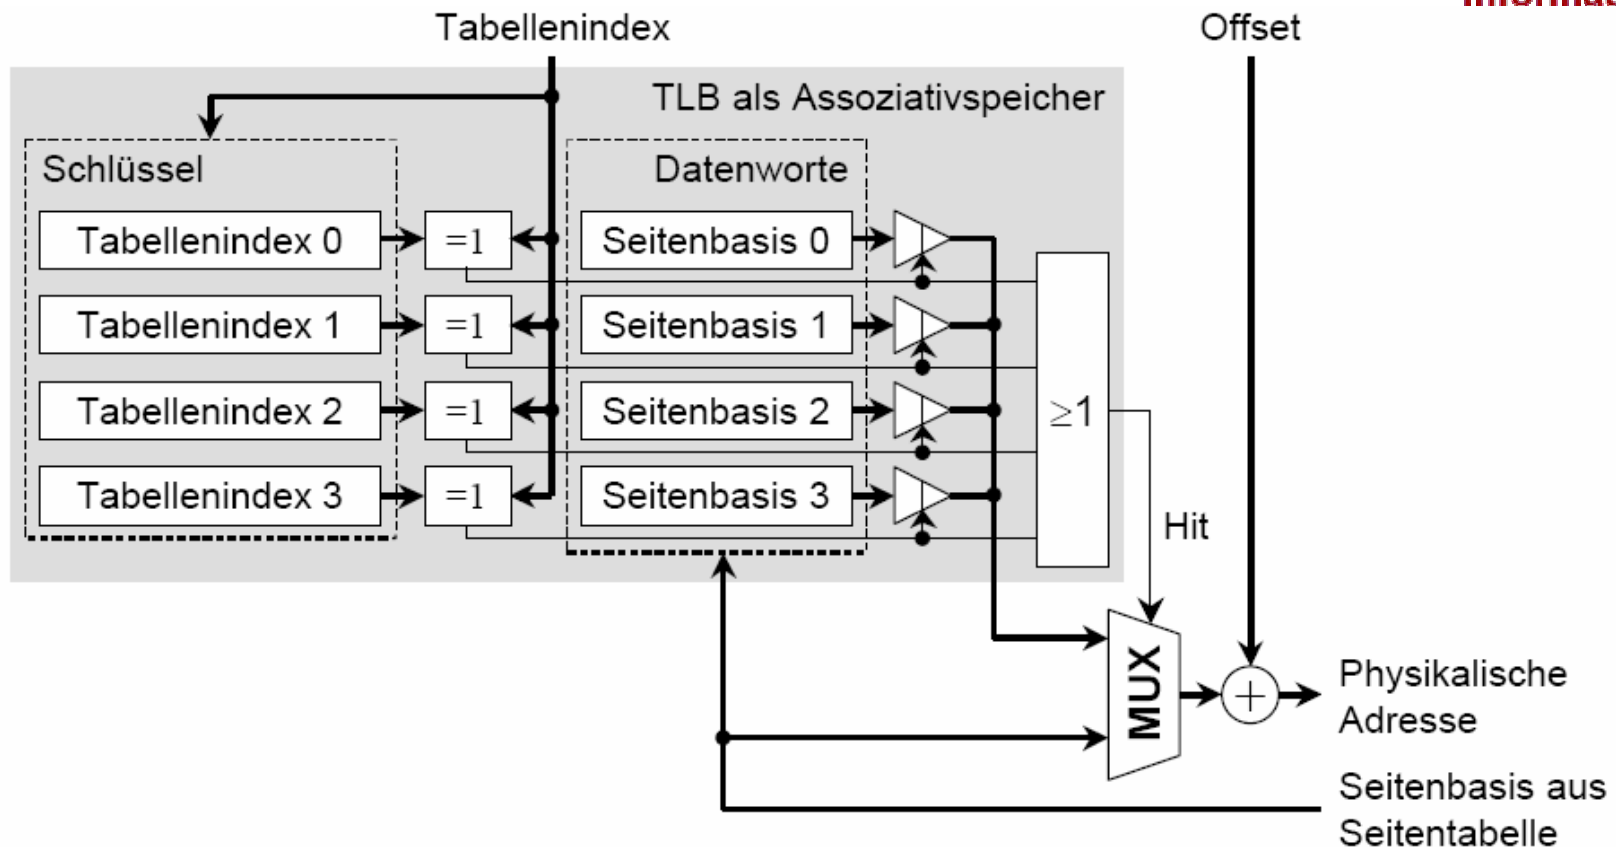 Tabellenindex
Offset
TLB als Assoziativspeicher
Schlüssel
Datenworte
Tabellenindex 0
=1
Seitenbasis 0
Tabellenindex 1
=1
Seitenbasis 1
Tabellenindex 2
=1
Seitenbasis 2
≥1
Tabellenindex 3
=1
Seitenbasis 3
Hit
MUX
+
Physikalische
Adresse
Seitenbasis aus
Seitentabelle